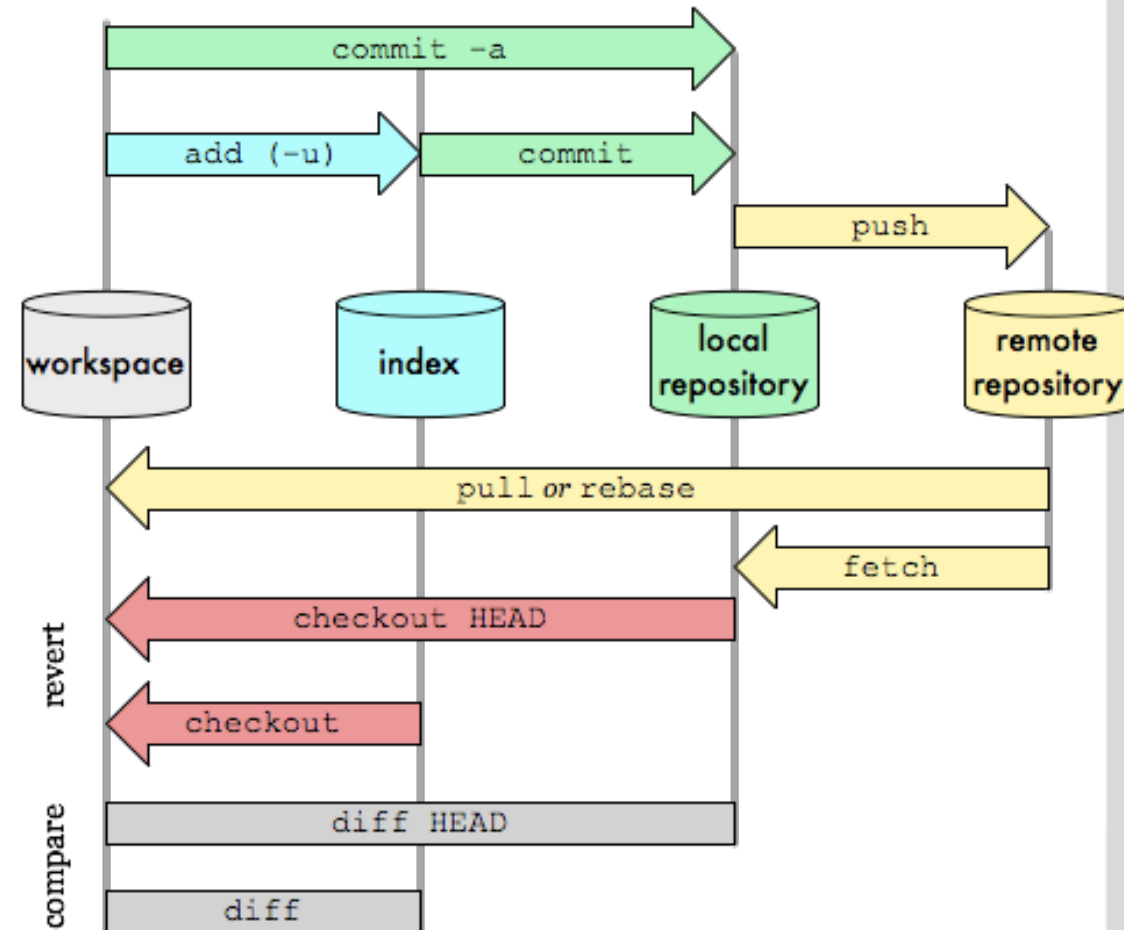 commit -a
add (-u)
commit
push
workspace
index
local
repository
remote
repository
pull or rebase
fetch
revert
checkout HEAD
checkout
compare
diff HEAD
diff